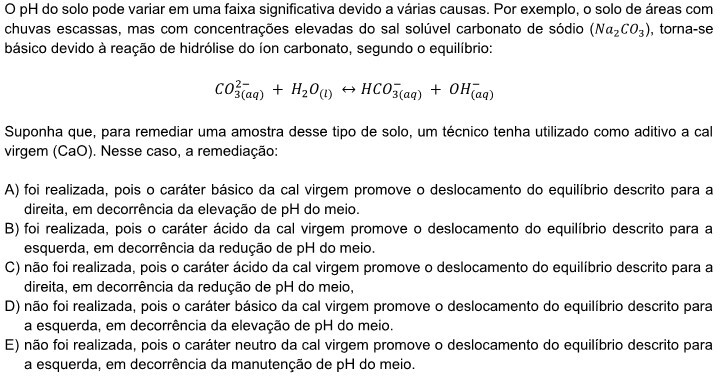 O pH do solo pode variar em uma faixa significativa devido a várias causas. Por exemplo, o solo de áreas com
chuvas escassas, mas com concentrações elevadas do sal solúvel carbonato de sódio (Na₂CO₃), torna-se
básico devido à reação de hidrólise do íon carbonato, segundo o equilíbrio:
CO₃²⁻(aq) + H₂O(l) ↔ HCO₃⁻(aq) + OH⁻(aq)
Suponha que, para remediar uma amostra desse tipo de solo, um técnico tenha utilizado como aditivo a cal
virgem (CaO). Nesse caso, a remediação:
A) foi realizada, pois o caráter básico da cal virgem promove o deslocamento do equilíbrio descrito para a
direita, em decorrência da elevação de pH do meio.
B) foi realizada, pois o caráter ácido da cal virgem promove o deslocamento do equilíbrio descrito para a
esquerda, em decorrência da redução de pH do meio.
C) não foi realizada, pois o caráter ácido da cal virgem promove o deslocamento do equilíbrio descrito para a
direita, em decorrência da redução de pH do meio,
D) não foi realizada, pois o caráter básico da cal virgem promove o deslocamento do equilíbrio descrito para
a esquerda, em decorrência da elevação de pH do meio.
E) não foi realizada, pois o caráter neutro da cal virgem promove o deslocamento do equilíbrio descrito para
a esquerda, em decorrência da manutenção de pH do meio.